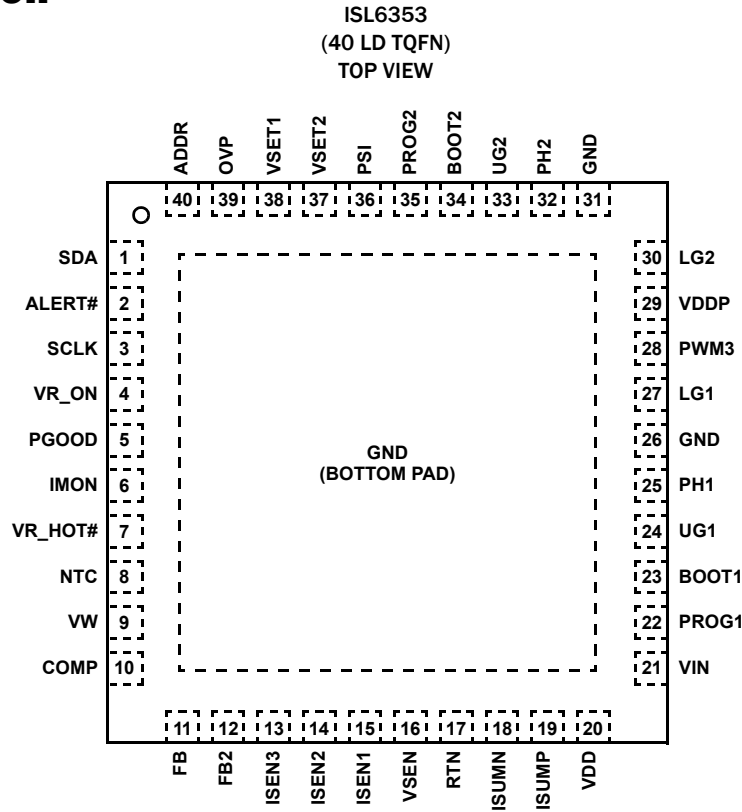 ISL6353
(40 LD TQFN)
TOP VIEW
ADDR
OVP
VSET1
VSET2
PSI
PROG2
BOOT2
UG2
PH2
GND
40 39 38 37 36 35 34 33 32 31
SDA 1
ALERT# 2
SCLK 3
VR_ON 4
PGOOD 5
IMON 6
VR_HOT# 7
NTC 8
VW 9
COMP 10
GND
(BOTTOM PAD)
30 LG2
29 VDDP
28 PWM3
27 LG1
26 GND
25 PH1
24 UG1
23 BOOT1
22 PROG1
21 VIN
11 12 13 14 15 16 17 18 19 20
FB
FB2
ISEN3
ISEN2
ISEN1
VSEN
RTN
ISUMN
ISUMP
VDD